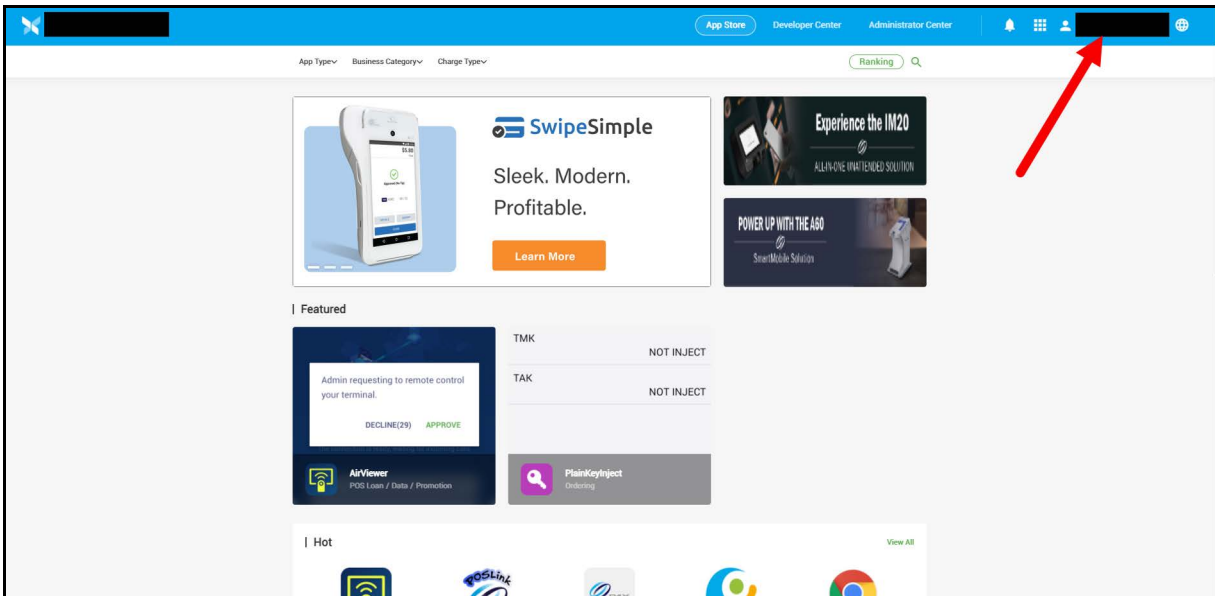 App Store
Developer Center
Administrator Center
App Type
Business Category
Charge Type
Ranking
SwipeSimple
Sleek. Modern.
Profitable.
Learn More
$5.88
Experience the IM20
ALL-IN-ONE UNATTENDED SOLUTION
POWER UP WITH THE A60
SmartMobile Solution
Featured
Admin requesting to remote control
your terminal.
DECLINE(29) APPROVE
AirViewer
POS Loan / Data / Promotion
TMK
NOT INJECT
TAK
NOT INJECT
PlainKeyInject
Ordering
Hot
View All
POSLink